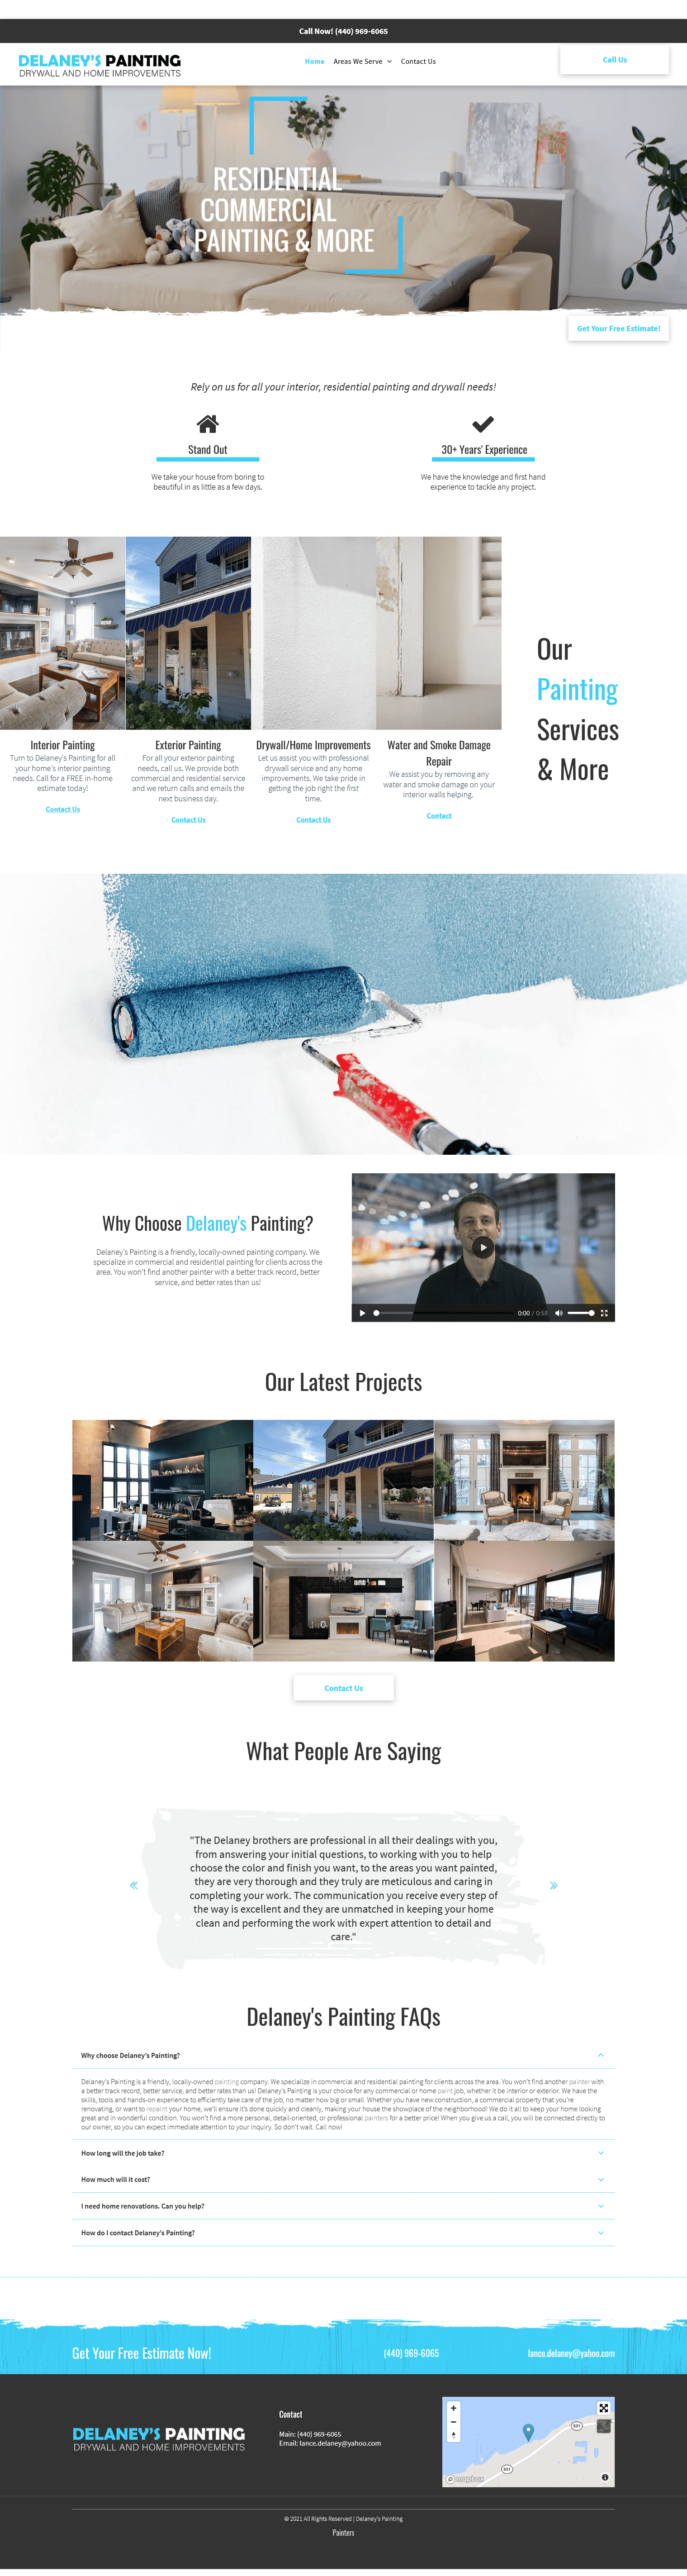 Call Now! (440) 969-6065
DELANEY'S PAINTING
DRYWALL AND HOME IMPROVEMENTS
Home
Areas We Serve
Contact Us
Call Us
RESIDENTIAL
COMMERCIAL
PAINTING & MORE
Get Your Free Estimate!
Rely on us for all your interior, residential painting and drywall needs!
Stand Out
We take your house from boring to
beautiful in as little as a few days.
30+ Years' Experience
We have the knowledge and first hand
experience to tackle any project.
Interior Painting
Turn to Delaney's Painting for all
your home's interior painting
needs. Call for a FREE in-home
estimate today!
Contact Us
Exterior Painting
For all your exterior painting
needs, call us. We provide both
commercial and residential service
and we return calls and emails the
next business day.
Contact Us
Drywall/Home Improvements
Let us assist you with professional
drywall service and any home
improvements. We take pride in
getting the job right the first
time.
Contact Us
Water and Smoke Damage
Repair
We assist you by removing any
water and smoke damage on your
interior walls helping.
Contact
Our
Painting
Services
& More
Why Choose Delaney's Painting?
Delaney's Painting is a friendly, locally-owned painting company. We
specialize in commercial and residential painting for clients across the
area. You won't find another painter with a better track record, better
service, and better rates than us!
0:00 / 0:58
Our Latest Projects
Contact Us
What People Are Saying
"The Delaney brothers are professional in all their dealings with you,
from answering your initial questions, to working with you to help
choose the color and finish you want, to the areas you want painted,
they are very thorough and they truly are meticulous and caring in
completing your work. The communication you receive every step of
the way is excellent and they are unmatched in keeping your home
clean and performing the work with expert attention to detail and
care."
Delaney's Painting FAQs
Why choose Delaney's Painting?
Delaney's Painting is a friendly, locally-owned painting company. We specialize in commercial and residential painting for clients across the area. You won't find another painter with
a better track record, better service, and better rates than us! Delaney's Painting is your choice for any commercial or home paint job, whether it be interior or exterior. We have the
skills, tools and hands-on experience to efficiently take care of the job, no matter how big or small. Whether you have new construction, a commercial property that you're
renovating, or want to repaint your home, we'll ensure it's done quickly and cleanly, making your house the showplace of the neighborhood! We do it all to keep your home looking
great and in wonderful condition. You won't find a more personal, detail-oriented, or professional painters for a better price! When you give us a call, you will be connected directly to
our owner, so you can expect immediate attention to your inquiry. So don't wait. Call now!
How long will the job take?
How much will it cost?
I need home renovations. Can you help?
How do I contact Delaney's Painting?
Get Your Free Estimate Now!
(440) 969-6065
lance.delaney@yahoo.com
DELANEY'S PAINTING
DRYWALL AND HOME IMPROVEMENTS
Contact
Main: (440) 969-6065
Email: lance.delaney@yahoo.com
531
531
mapbox
© 2021 All Rights Reserved | Delaney's Painting
Painters